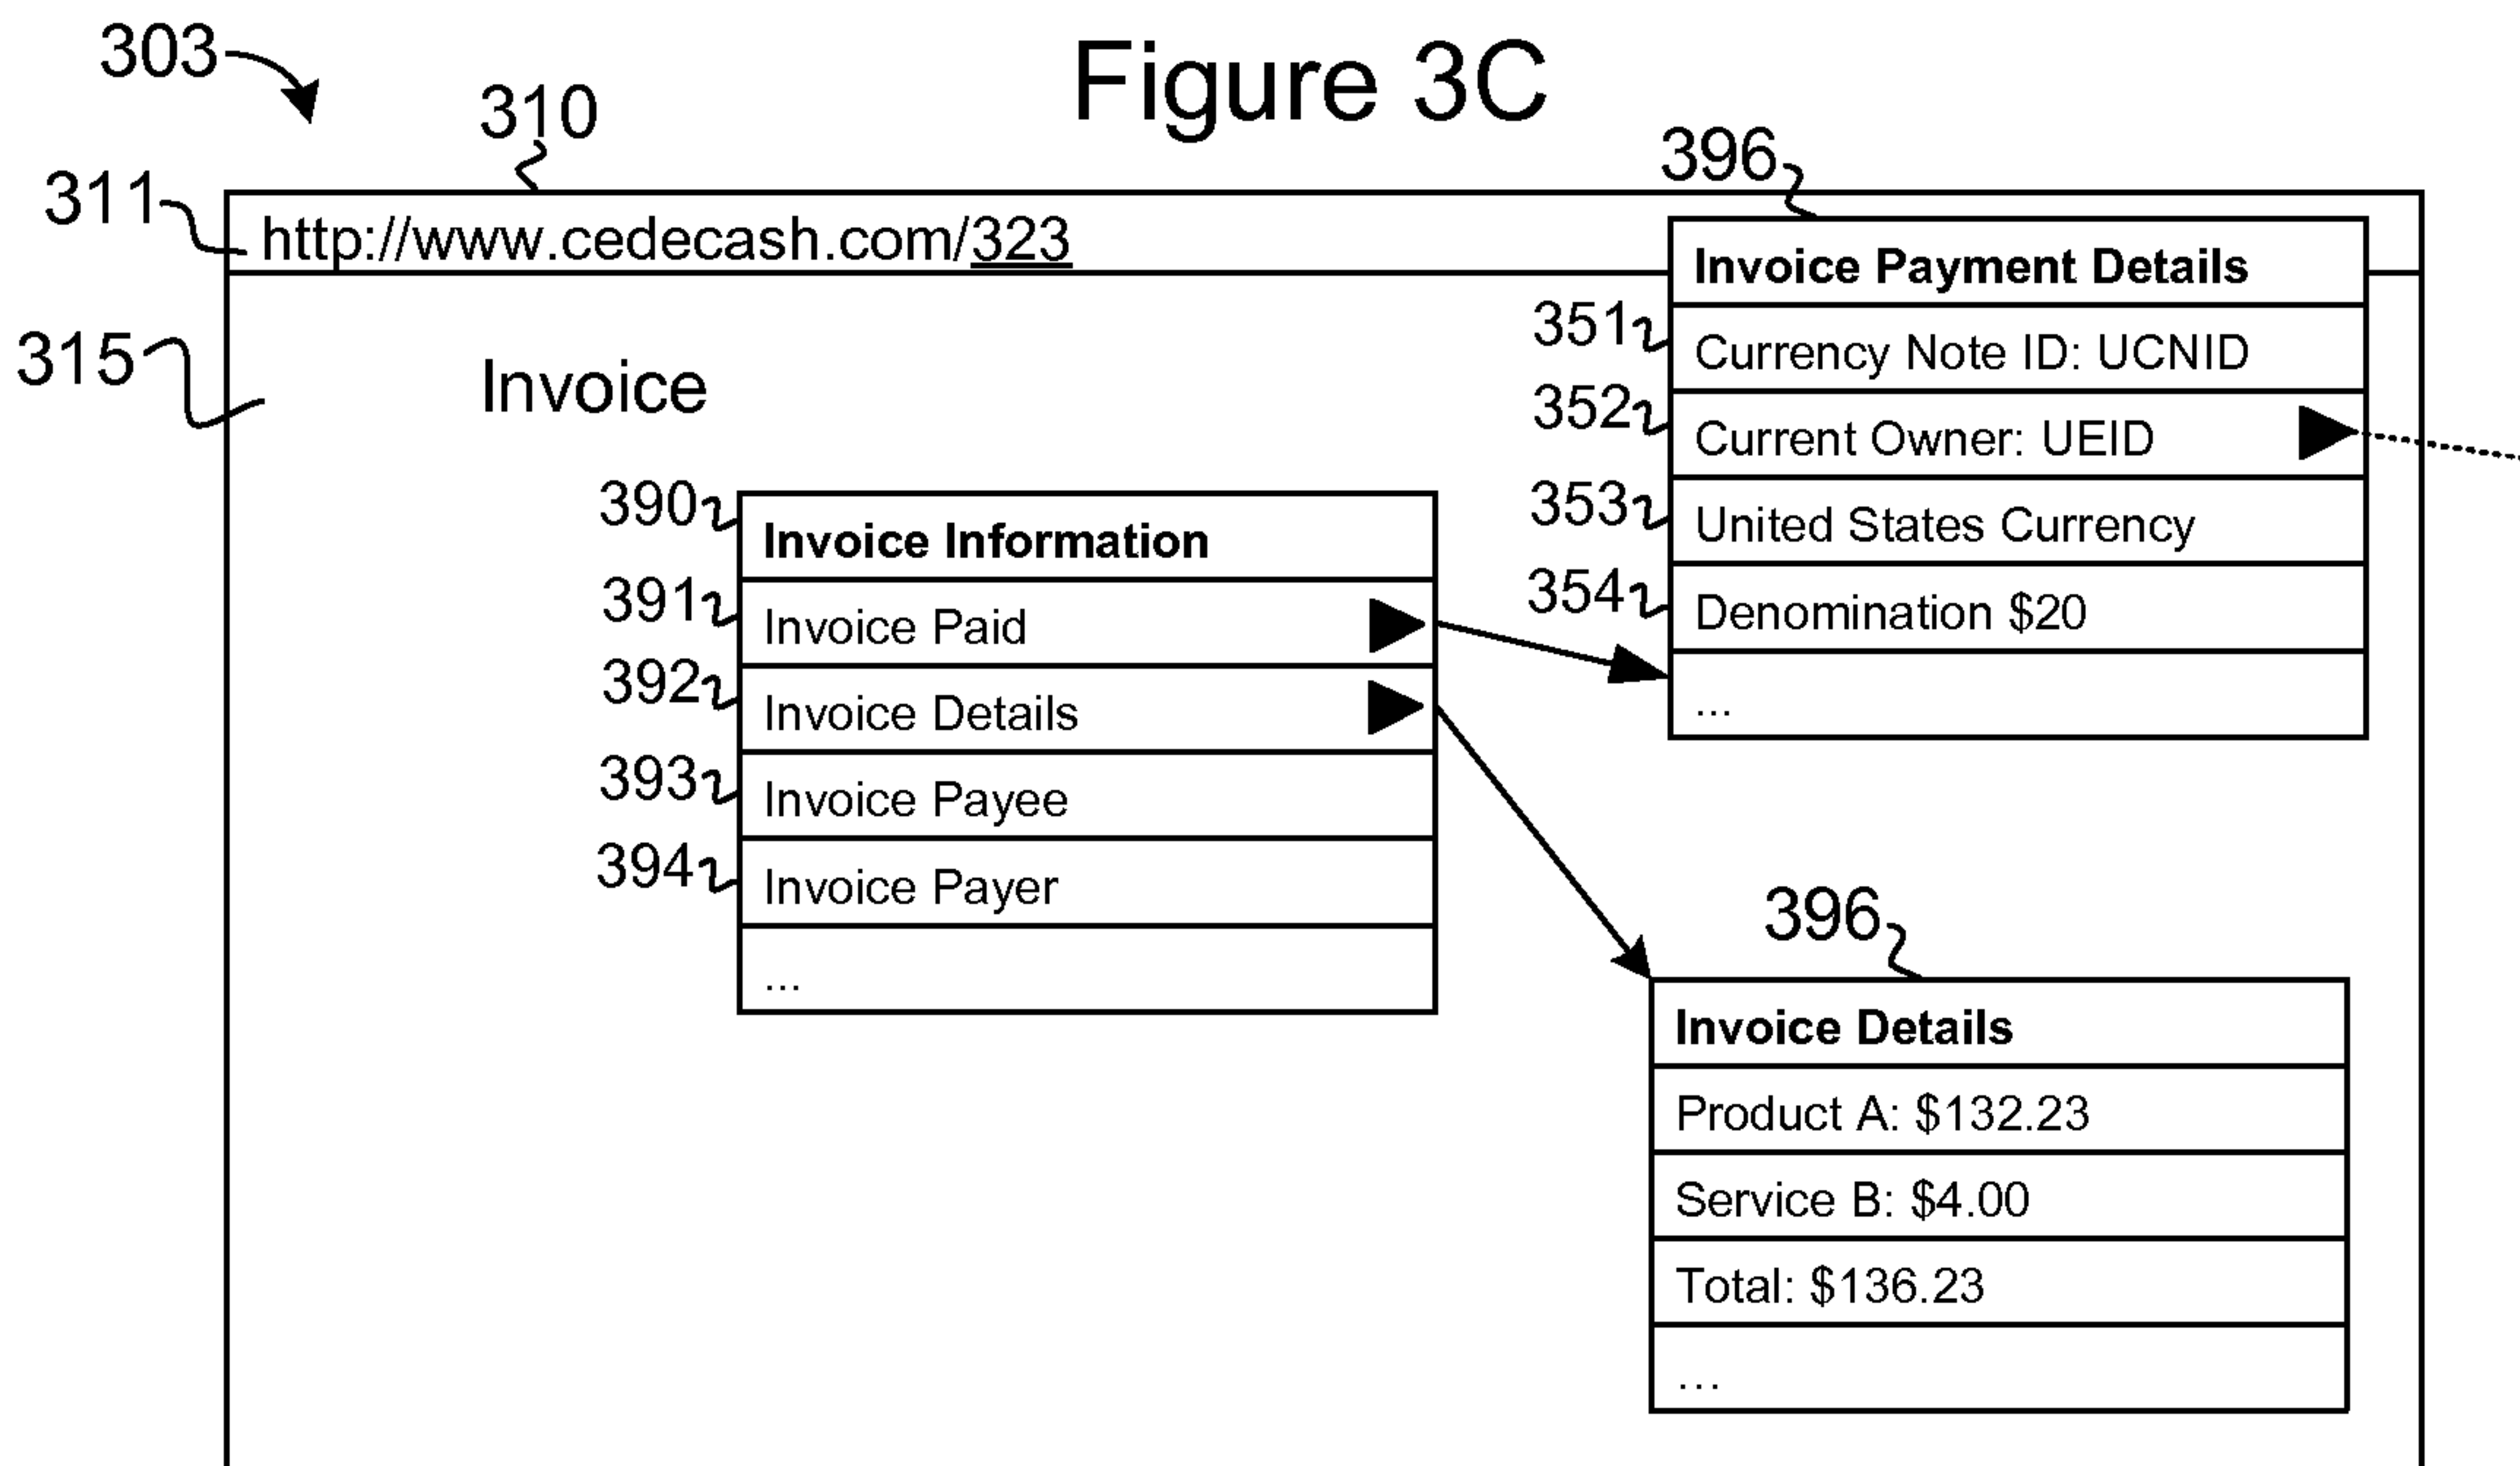 Figure 3C
303
310
396
311
http://www.cedecash.com/323
Invoice Payment Details
351
Currency Note ID: UCNID
315
Invoice
352
Current Owner: UEID
353
United States Currency
354
Denomination $20
...
390
Invoice Information
391
Invoice Paid
392
Invoice Details
393
Invoice Payee
394
Invoice Payer
...
396
Invoice Details
Product A: $132.23
Service B: $4.00
Total: $136.23
...